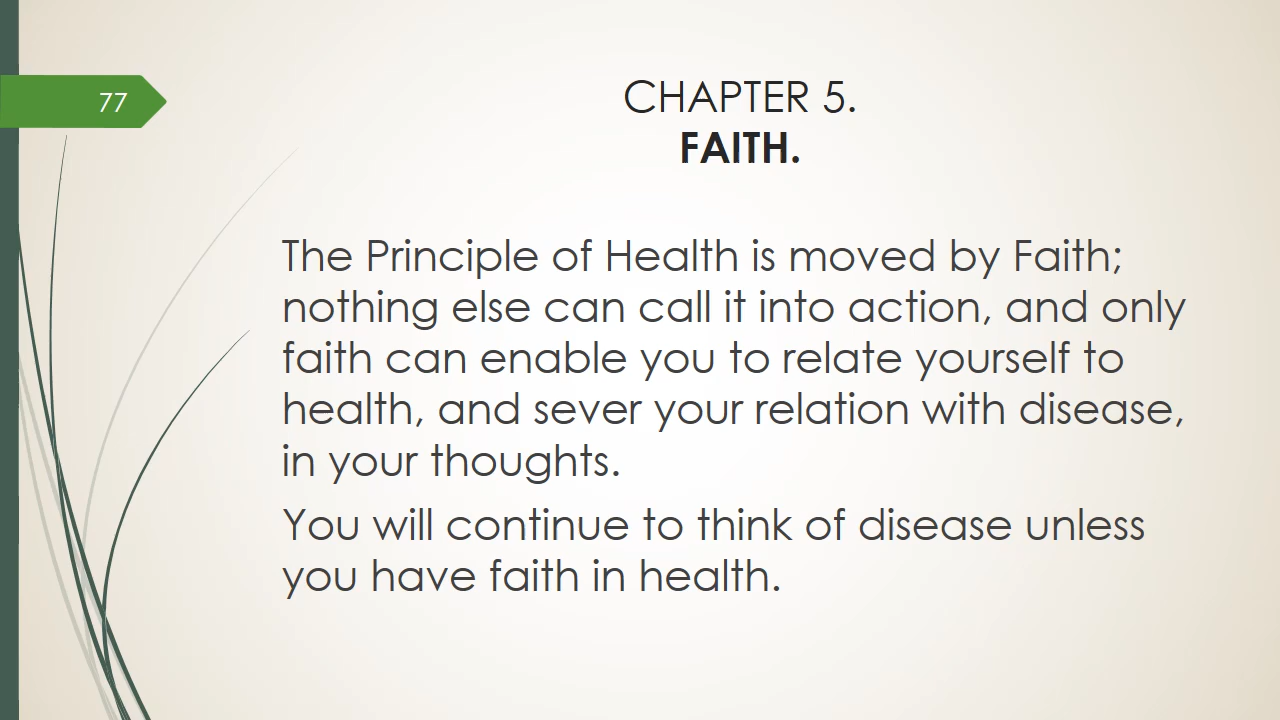 77
CHAPTER 5.
FAITH.
The Principle of Health is moved by Faith;
nothing else can call it into action, and only
faith can enable you to relate yourself to
health, and sever your relation with disease,
in your thoughts.
You will continue to think of disease unless
you have faith in health.